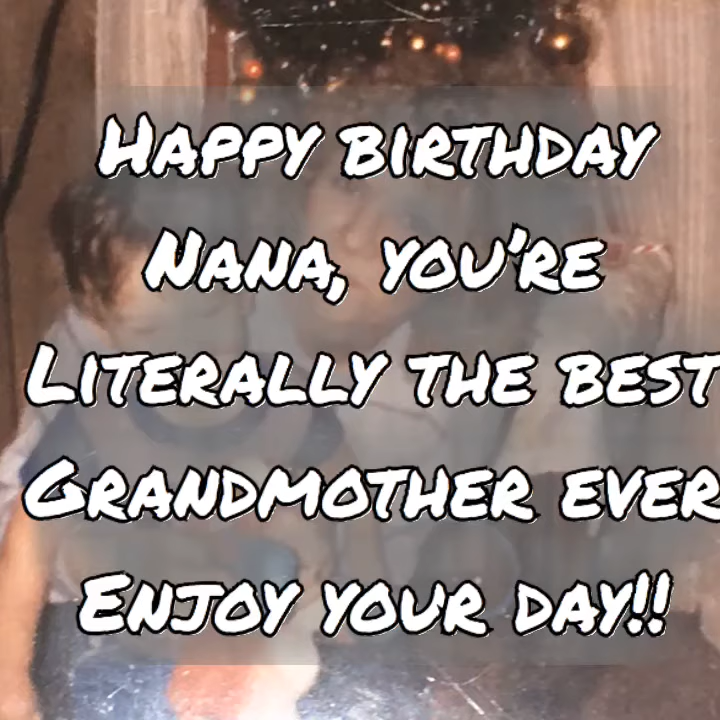 Happy birthday
Nana, you're
Literally the best
Grandmother ever
Enjoy your day!!